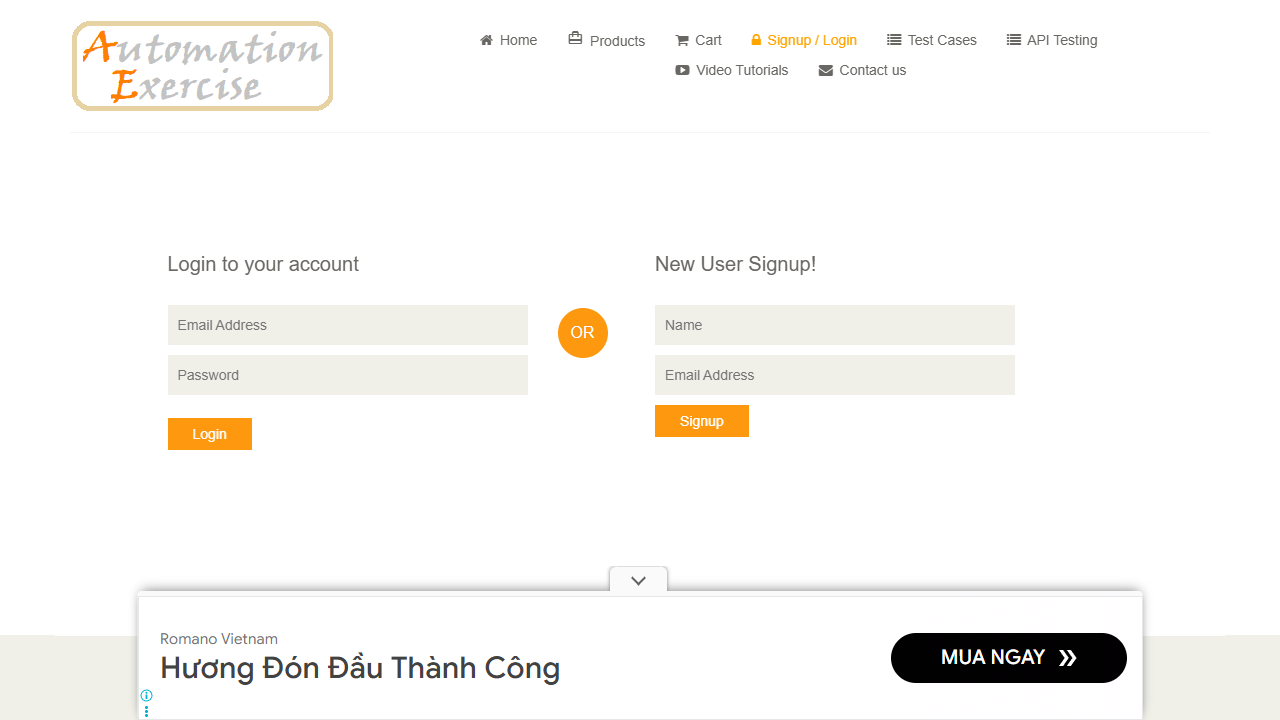 Automation
Exercise
Home
Products
Cart
Signup / Login
Test Cases
API Testing
Video Tutorials
Contact us
Login to your account
Email Address
Password
Login
OR
New User Signup!
Name
Email Address
Signup
Romano Vietnam
Hương Đón Đầu Thành Công
MUA NGAY